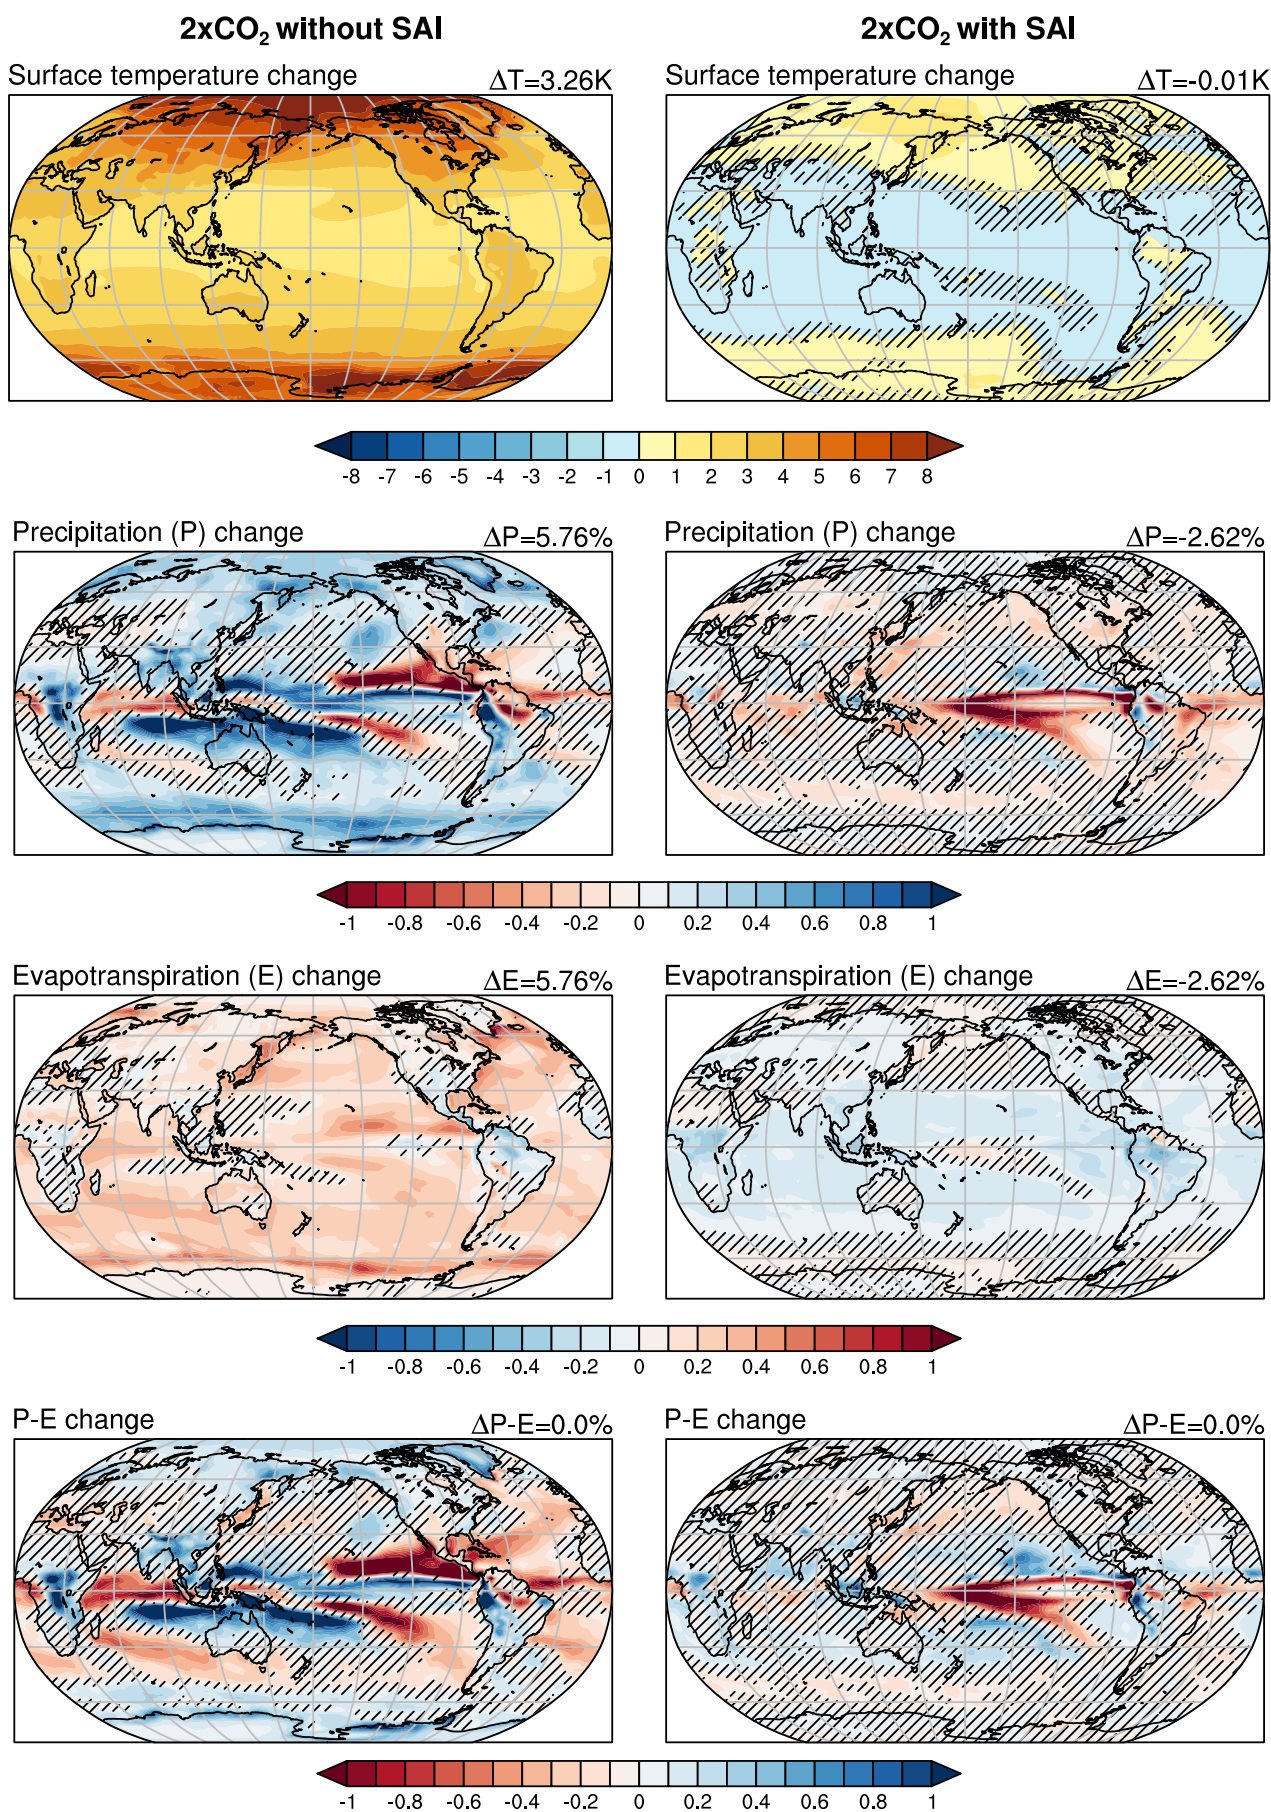 2xCO₂ without SAI 2xCO₂ with SAI
Surface temperature change ΔT=3.26K Surface temperature change ΔT=-0.01K
-8 -7 -6 -5 -4 -3 -2 -1 0 1 2 3 4 5 6 7 8
Precipitation (P) change ΔP=5.76% Precipitation (P) change ΔP=-2.62%
-1 -0.8 -0.6 -0.4 -0.2 0 0.2 0.4 0.6 0.8 1
Evapotranspiration (E) change ΔE=5.76% Evapotranspiration (E) change ΔE=-2.62%
-1 -0.8 -0.6 -0.4 -0.2 0 0.2 0.4 0.6 0.8 1
P-E change ΔP-E=0.0% P-E change ΔP-E=0.0%
-1 -0.8 -0.6 -0.4 -0.2 0 0.2 0.4 0.6 0.8 1